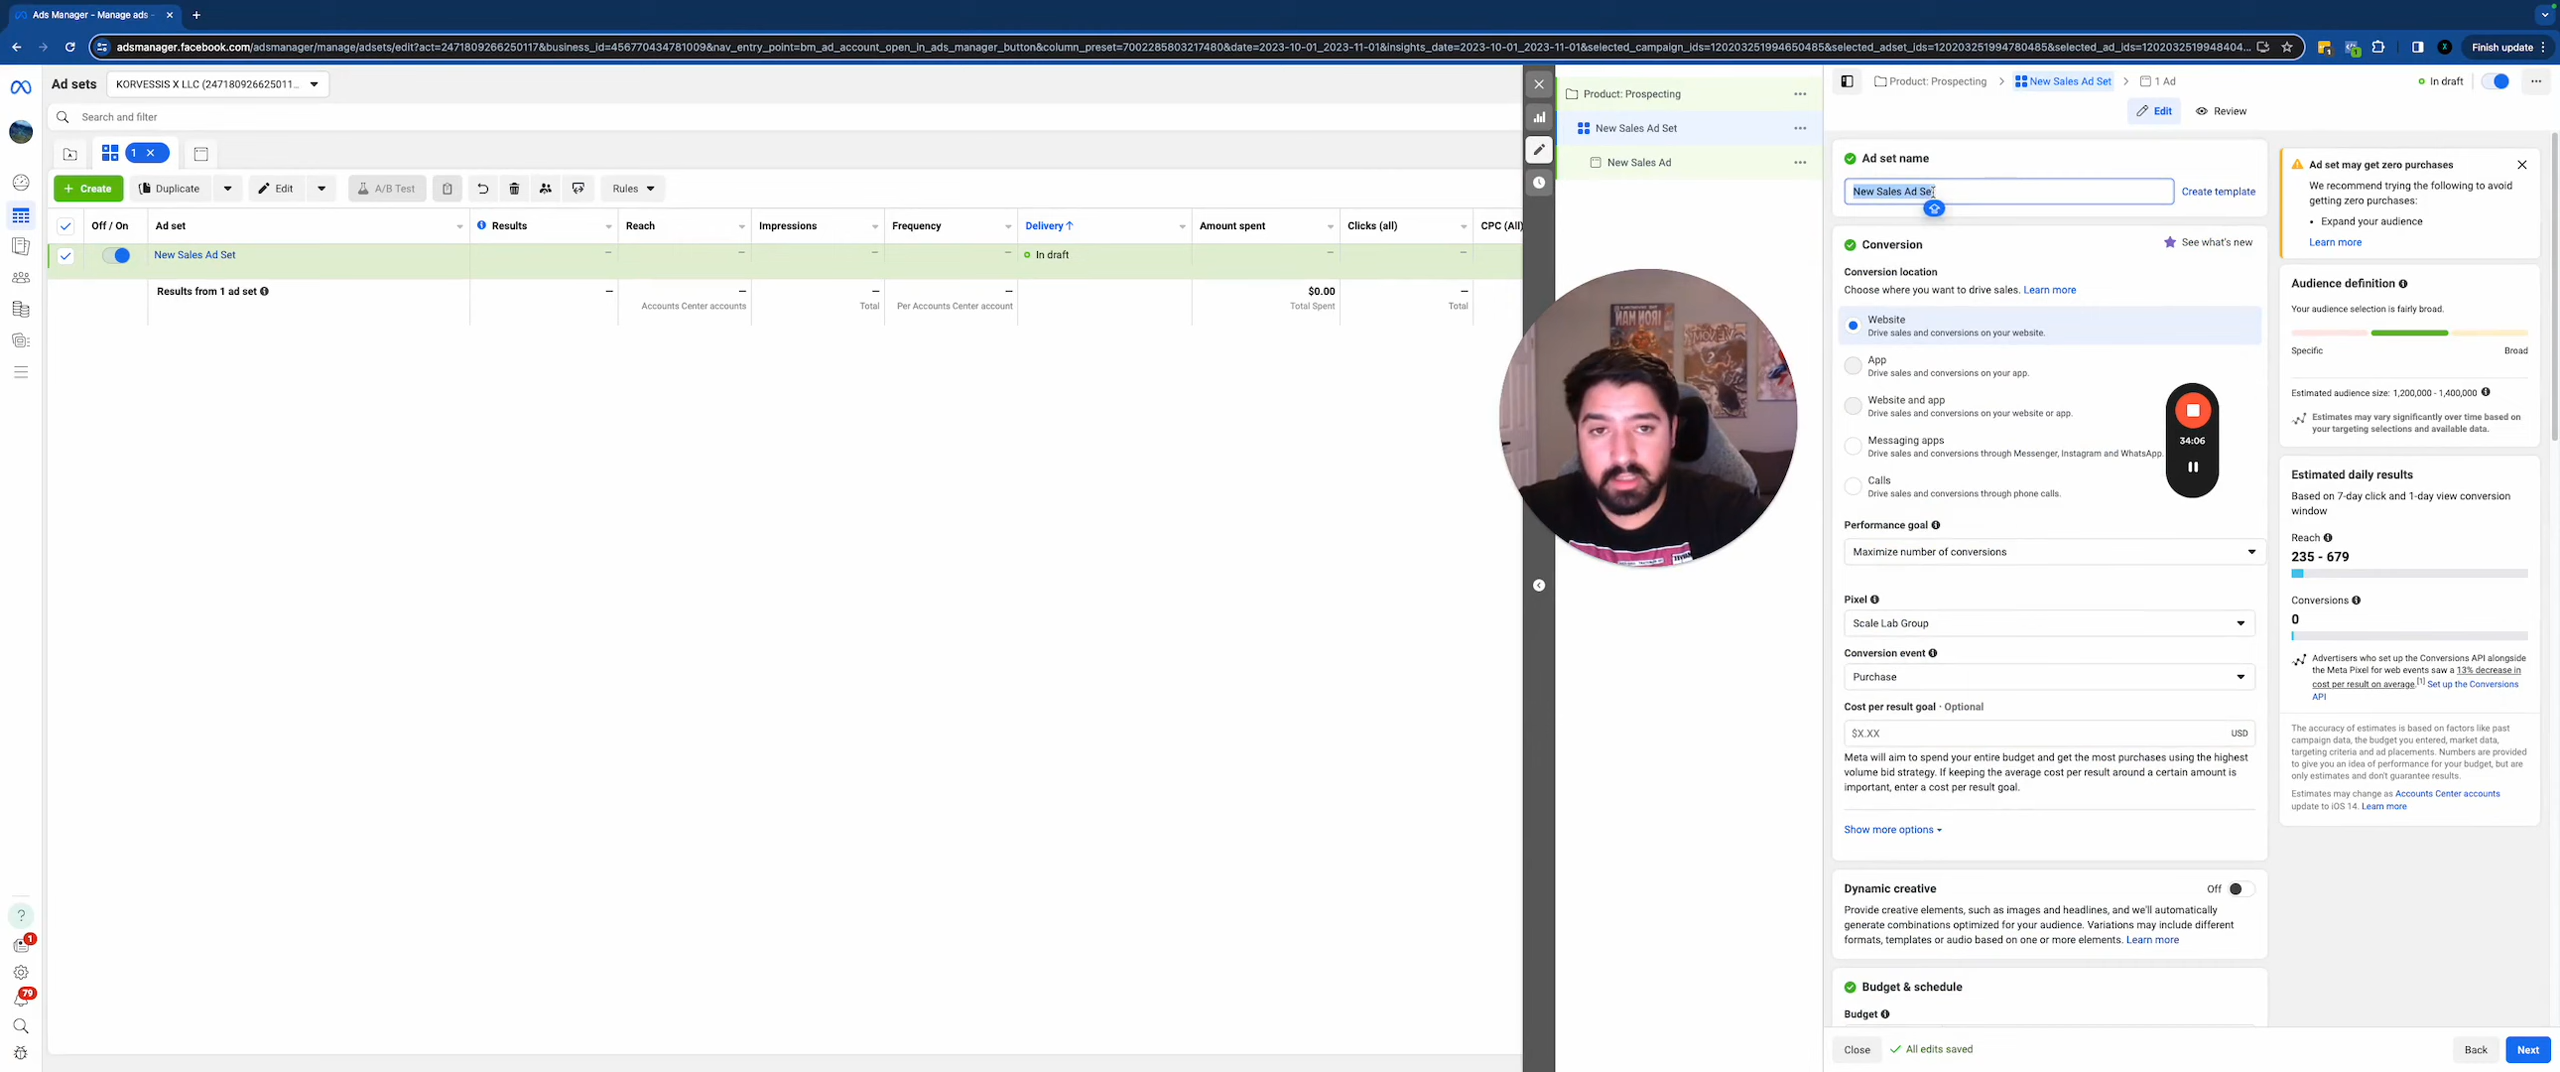 Ads Manager - Manage ads -
adsmanager.facebook.com/adsmanager/manage/adsets/edit?act=2471809266250117&business_id=456770434781009&nav_entry_point=bm_ad_account_open_in_ads_manager_button&column_preset=7002285803217480&date=2023-10-01_2023-11-01&insights_date=2023-10-01_2023-11-01&selected_campaign_ids=120203251994650485&selected_adset_ids=120203251994780485&selected_ad_ids=1202032519948404...
Finish update
Ad sets
KORVESSIS X LLC (247180926625011...
Search and filter
1
Create
Duplicate
Edit
A/B Test
Rules
Off / On
Ad set
Results
Reach
Impressions
Frequency
Delivery ↑
Amount spent
Clicks (all)
CPC (All)
New Sales Ad Set
—
—
—
—
In draft
—
—
Results from 1 ad set
—
—
—
—
$0.00
—
Accounts Center accounts
Total
Per Accounts Center account
Total Spent
Total
1
79
Product: Prospecting
New Sales Ad Set
New Sales Ad
IRON MAN
Product: Prospecting
New Sales Ad Set
1 Ad
In draft
Edit
Review
Ad set name
New Sales Ad Set
Create template
Conversion
See what's new
Conversion location
Choose where you want to drive sales. Learn more
Website
Drive sales and conversions on your website.
App
Drive sales and conversions on your app.
Website and app
Drive sales and conversions on your website or app.
Messaging apps
Drive sales and conversions through Messenger, Instagram and WhatsApp.
Calls
Drive sales and conversions through phone calls.
34:06
Performance goal
Maximize number of conversions
Pixel
Scale Lab Group
Conversion event
Purchase
Cost per result goal · Optional
$X.XX
USD
Meta will aim to spend your entire budget and get the most purchases using the highest
volume bid strategy. If keeping the average cost per result around a certain amount is
important, enter a cost per result goal.
Show more options
Dynamic creative
Off
Provide creative elements, such as images and headlines, and we'll automatically
generate combinations optimized for your audience. Variations may include different
formats, templates or audio based on one or more elements. Learn more
Budget & schedule
Budget
Close
All edits saved
Back
Next
Ad set may get zero purchases
We recommend trying the following to avoid
getting zero purchases:
• Expand your audience
Learn more
Audience definition
Your audience selection is fairly broad.
Specific
Broad
Estimated audience size: 1,200,000 - 1,400,000
Estimates may vary significantly over time based on
your targeting selections and available data.
Estimated daily results
Based on 7-day click and 1-day view conversion
window
Reach
235 - 679
Conversions
0
Advertisers who set up the Conversions API alongside
the Meta Pixel for web events saw a 13% decrease in
cost per result on average.[1] Set up the Conversions
API
The accuracy of estimates is based on factors like past
campaign data, the budget you entered, market data,
targeting criteria and ad placements. Numbers are provided
to give you an idea of performance for your budget, but are
only estimates and don't guarantee results.
Estimates may change as Accounts Center accounts
update to iOS 14. Learn more